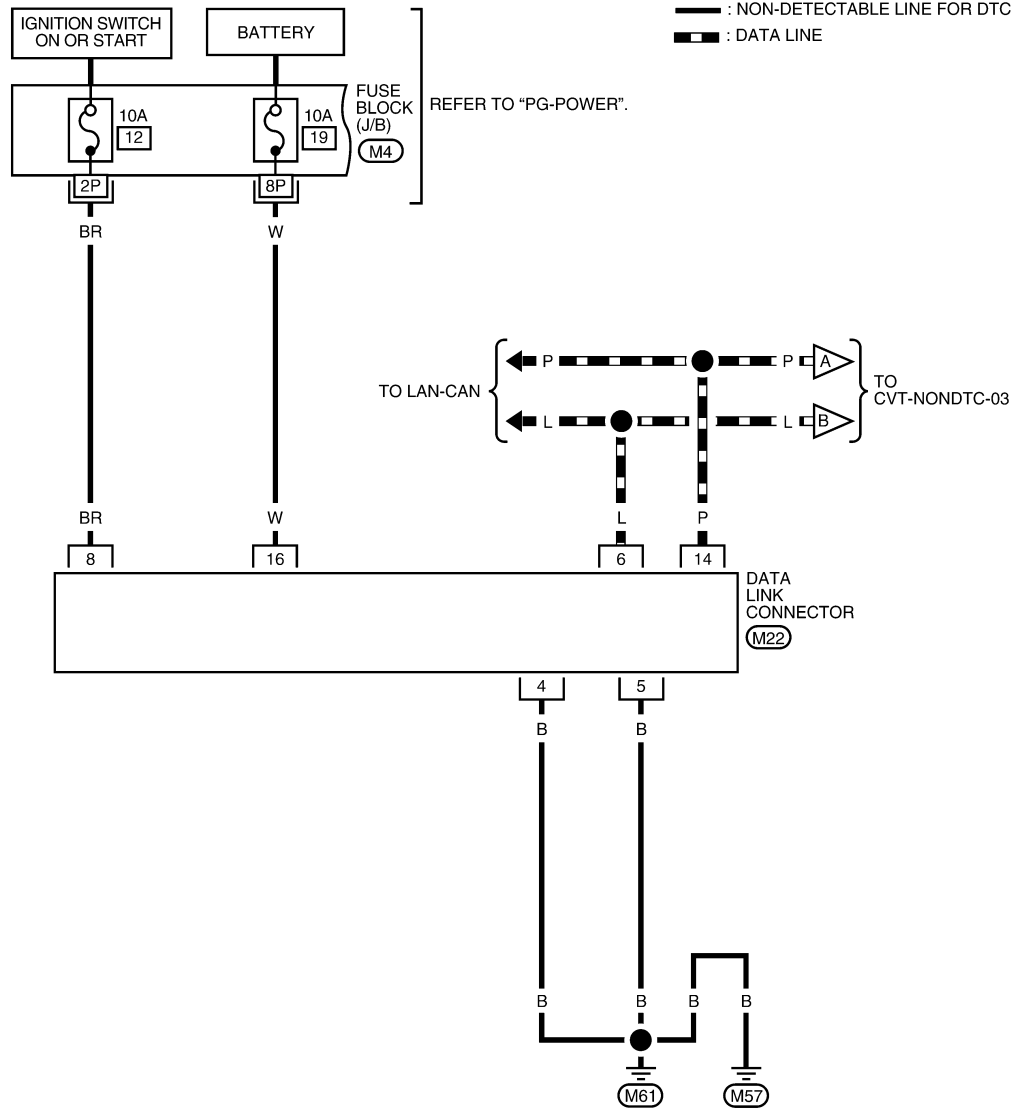 IGNITION SWITCH
ON OR START
BATTERY
: NON-DETECTABLE LINE FOR DTC
: DATA LINE
10A
12
10A
19
FUSE
BLOCK
(J/B)
M4
REFER TO “PG-POWER”.
2P
8P
BR
W
TO LAN-CAN
P
P
A
L
L
B
TO
CVT-NONDTC-03
BR
W
L
P
8
16
6
14
DATA
LINK
CONNECTOR
M22
4
5
B
B
B
B
B
B
M61
M57